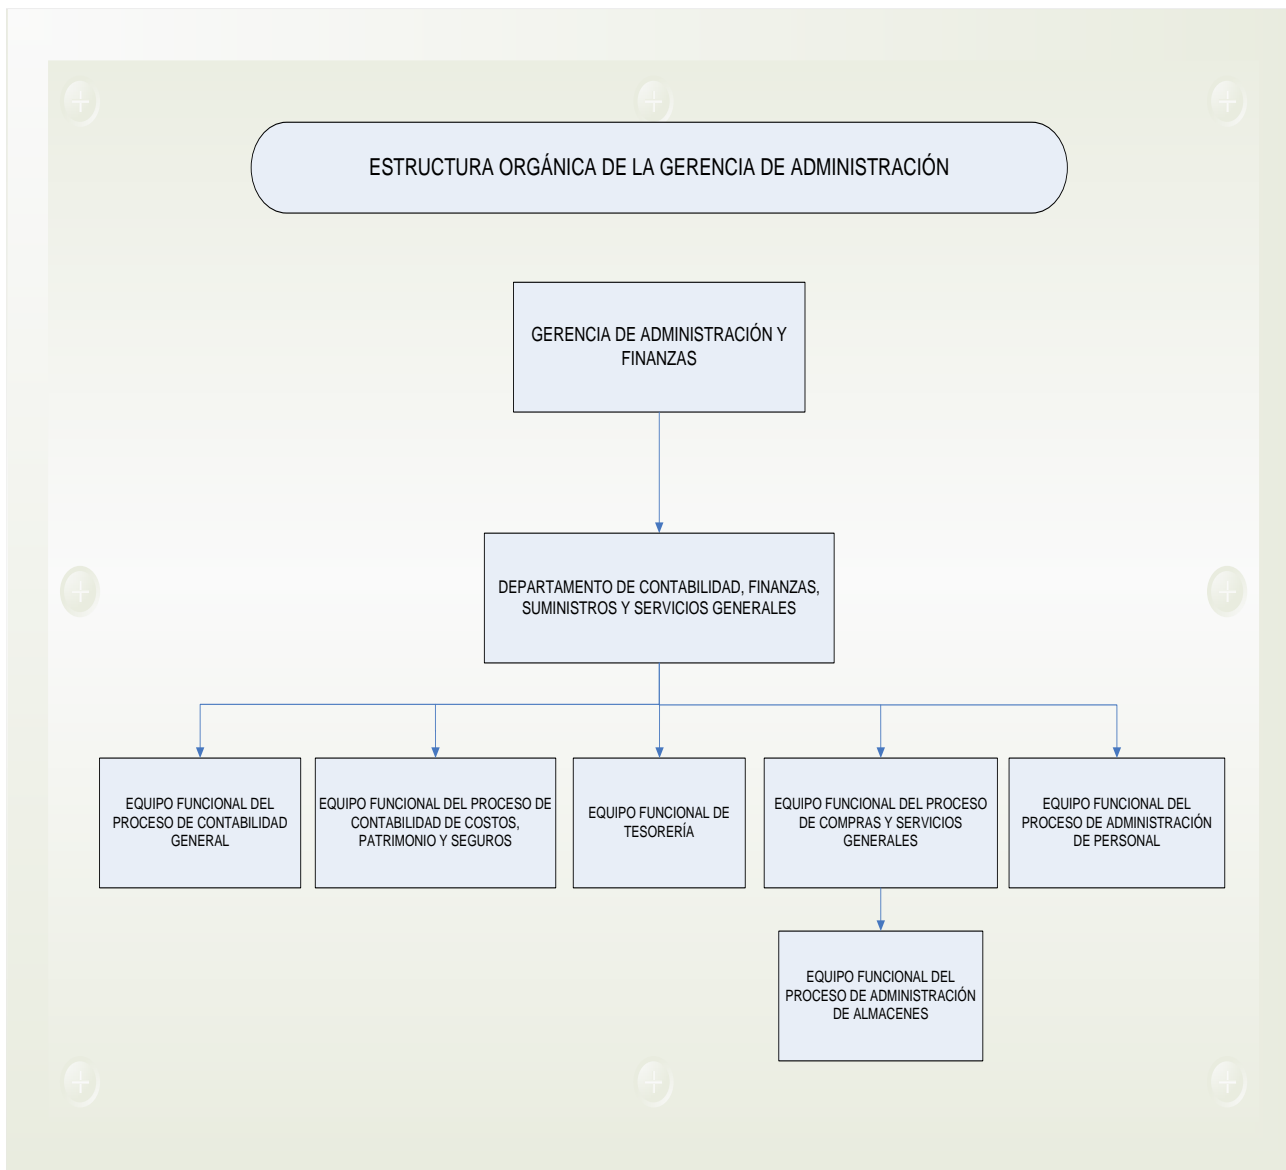 ESTRUCTURA ORGÁNICA DE LA GERENCIA DE ADMINISTRACIÓN
GERENCIA DE ADMINISTRACIÓN Y
FINANZAS
DEPARTAMENTO DE CONTABILIDAD, FINANZAS,
SUMINISTROS Y SERVICIOS GENERALES
EQUIPO FUNCIONAL DEL
PROCESO DE CONTABILIDAD
GENERAL
EQUIPO FUNCIONAL DEL PROCESO DE
CONTABILIDAD DE COSTOS,
PATRIMONIO Y SEGUROS
EQUIPO FUNCIONAL DE
TESORERÍA
EQUIPO FUNCIONAL DEL PROCESO
DE COMPRAS Y SERVICIOS
GENERALES
EQUIPO FUNCIONAL DEL
PROCESO DE ADMINISTRACIÓN
DE PERSONAL
EQUIPO FUNCIONAL DEL
PROCESO DE ADMINISTRACIÓN
DE ALMACENES